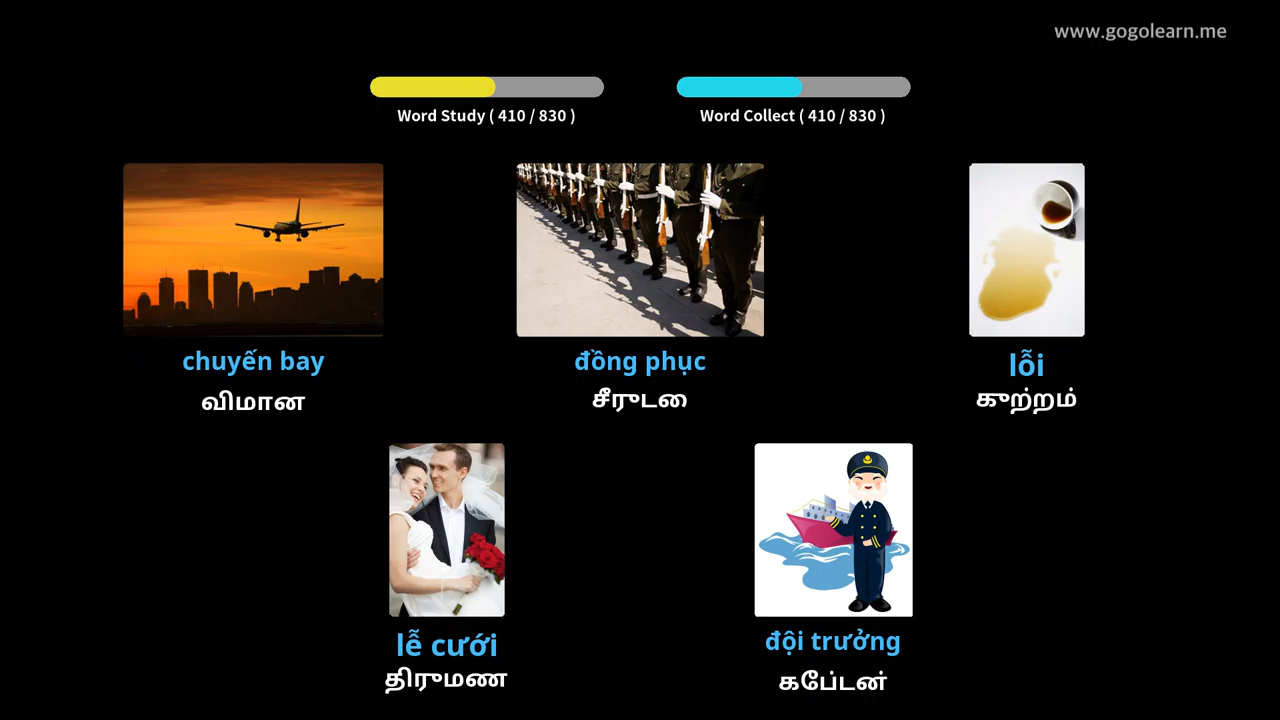 www.gogolearn.me
Word Study ( 410 / 830 )
Word Collect ( 410 / 830 )
chuyến bay
விமான
đồng phục
சீருடை
lỗi
குற்றம்
lễ cưới
திருமண
đội trưởng
கேப்டன்